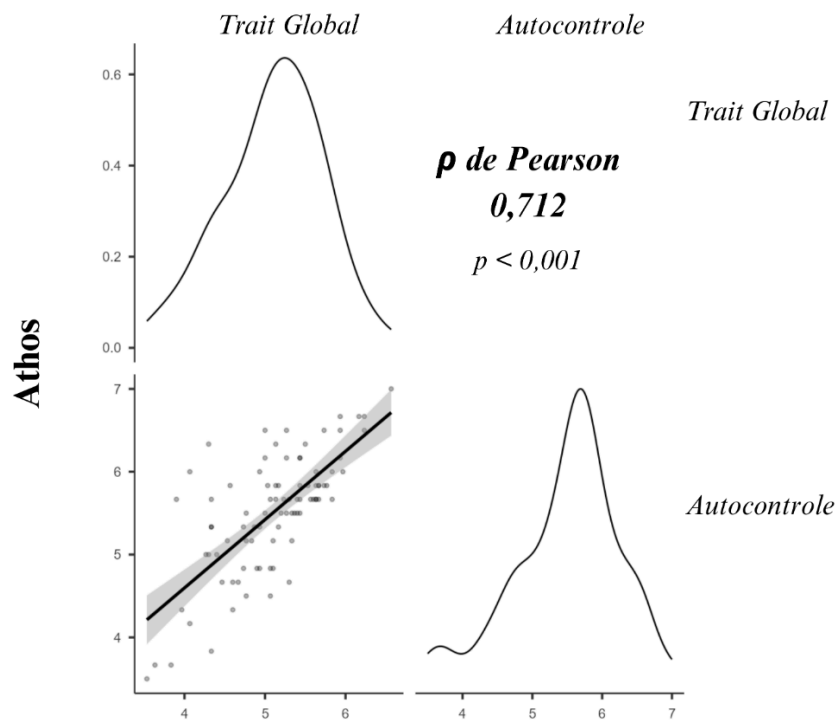 Trait Global
Autocontrole
0.6
0.4
0.2
0.0
ρ de Pearson
0,712
p < 0,001
Trait Global
Athos
7
6
5
4
4 5 6
4 5 6 7
Autocontrole